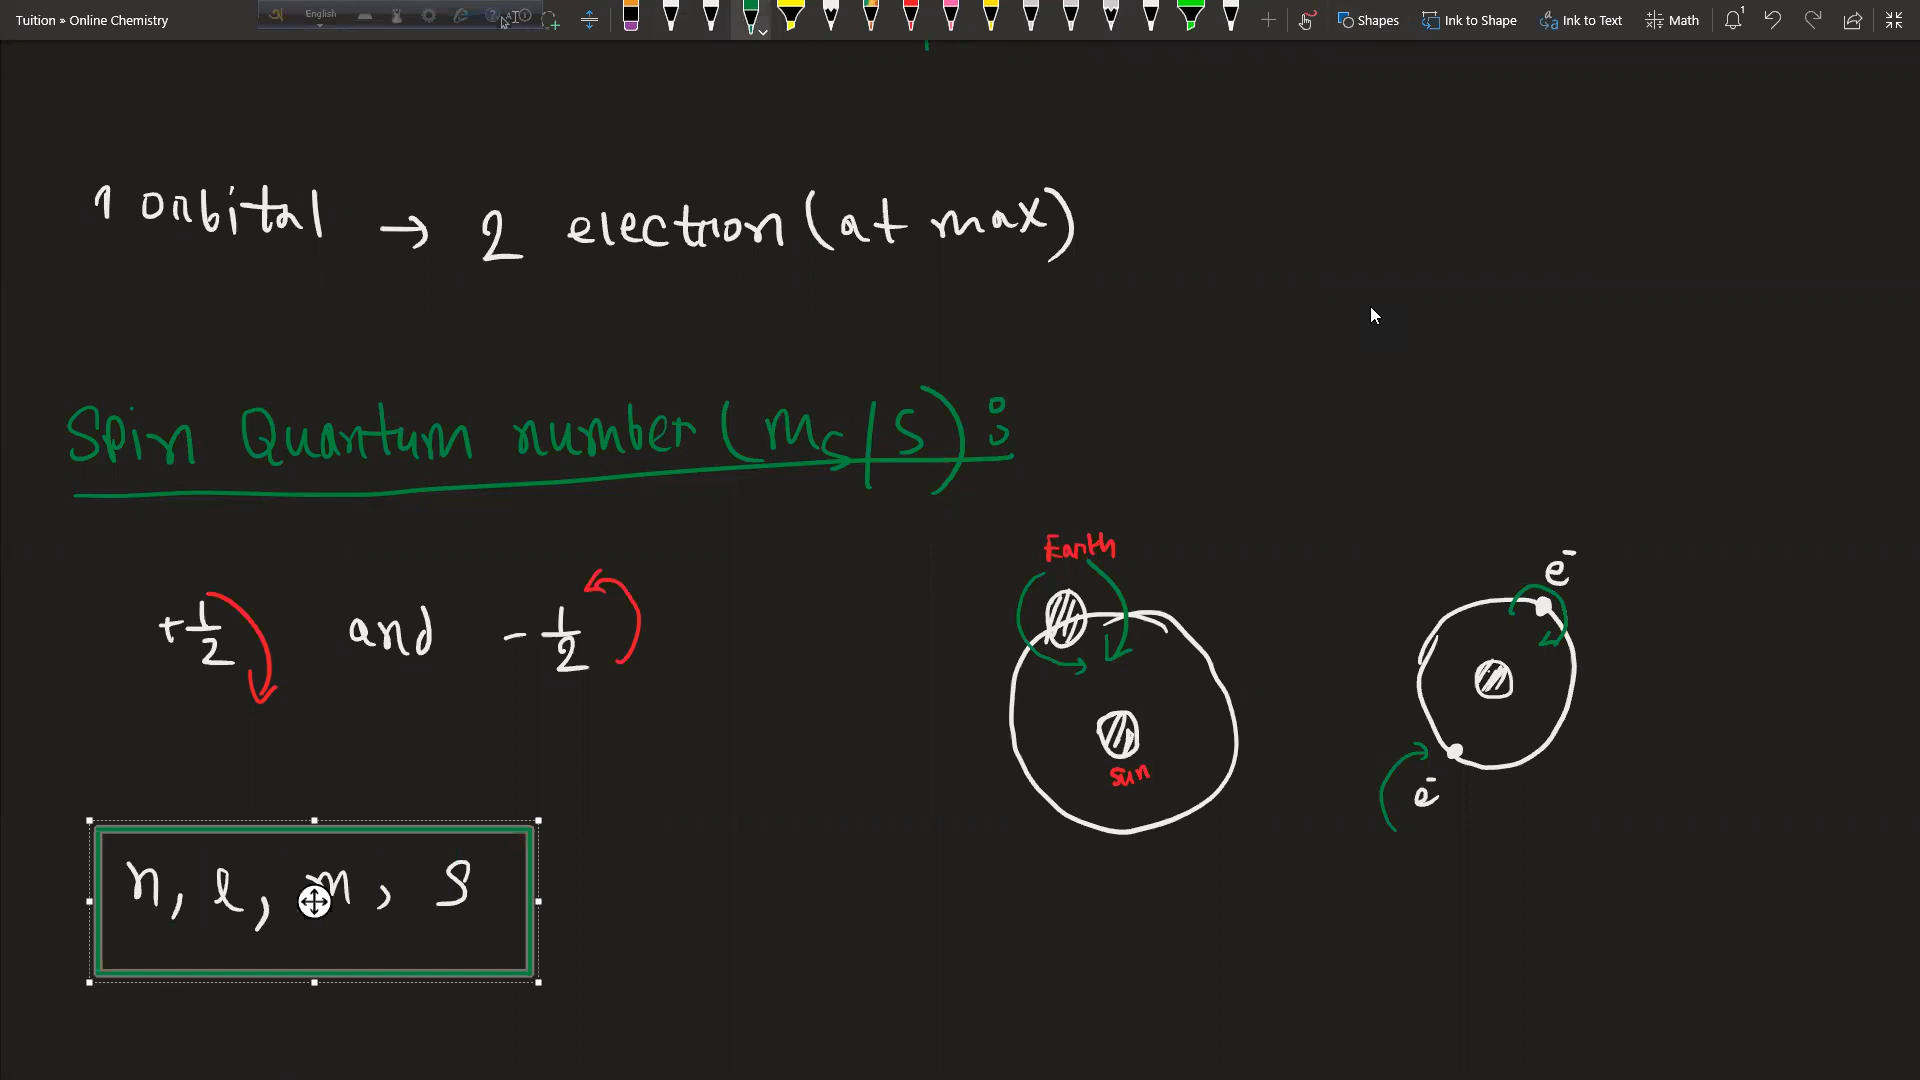 Tuition » Online Chemistry
English
Shapes
Ink to Shape
Ink to Text
Math
1 orbital → 2 electron (at max)
Spin Quantum number (ms/s) :
Earth
e⁻
+1/2 and -1/2
Sun
e⁻
n, l, m, s